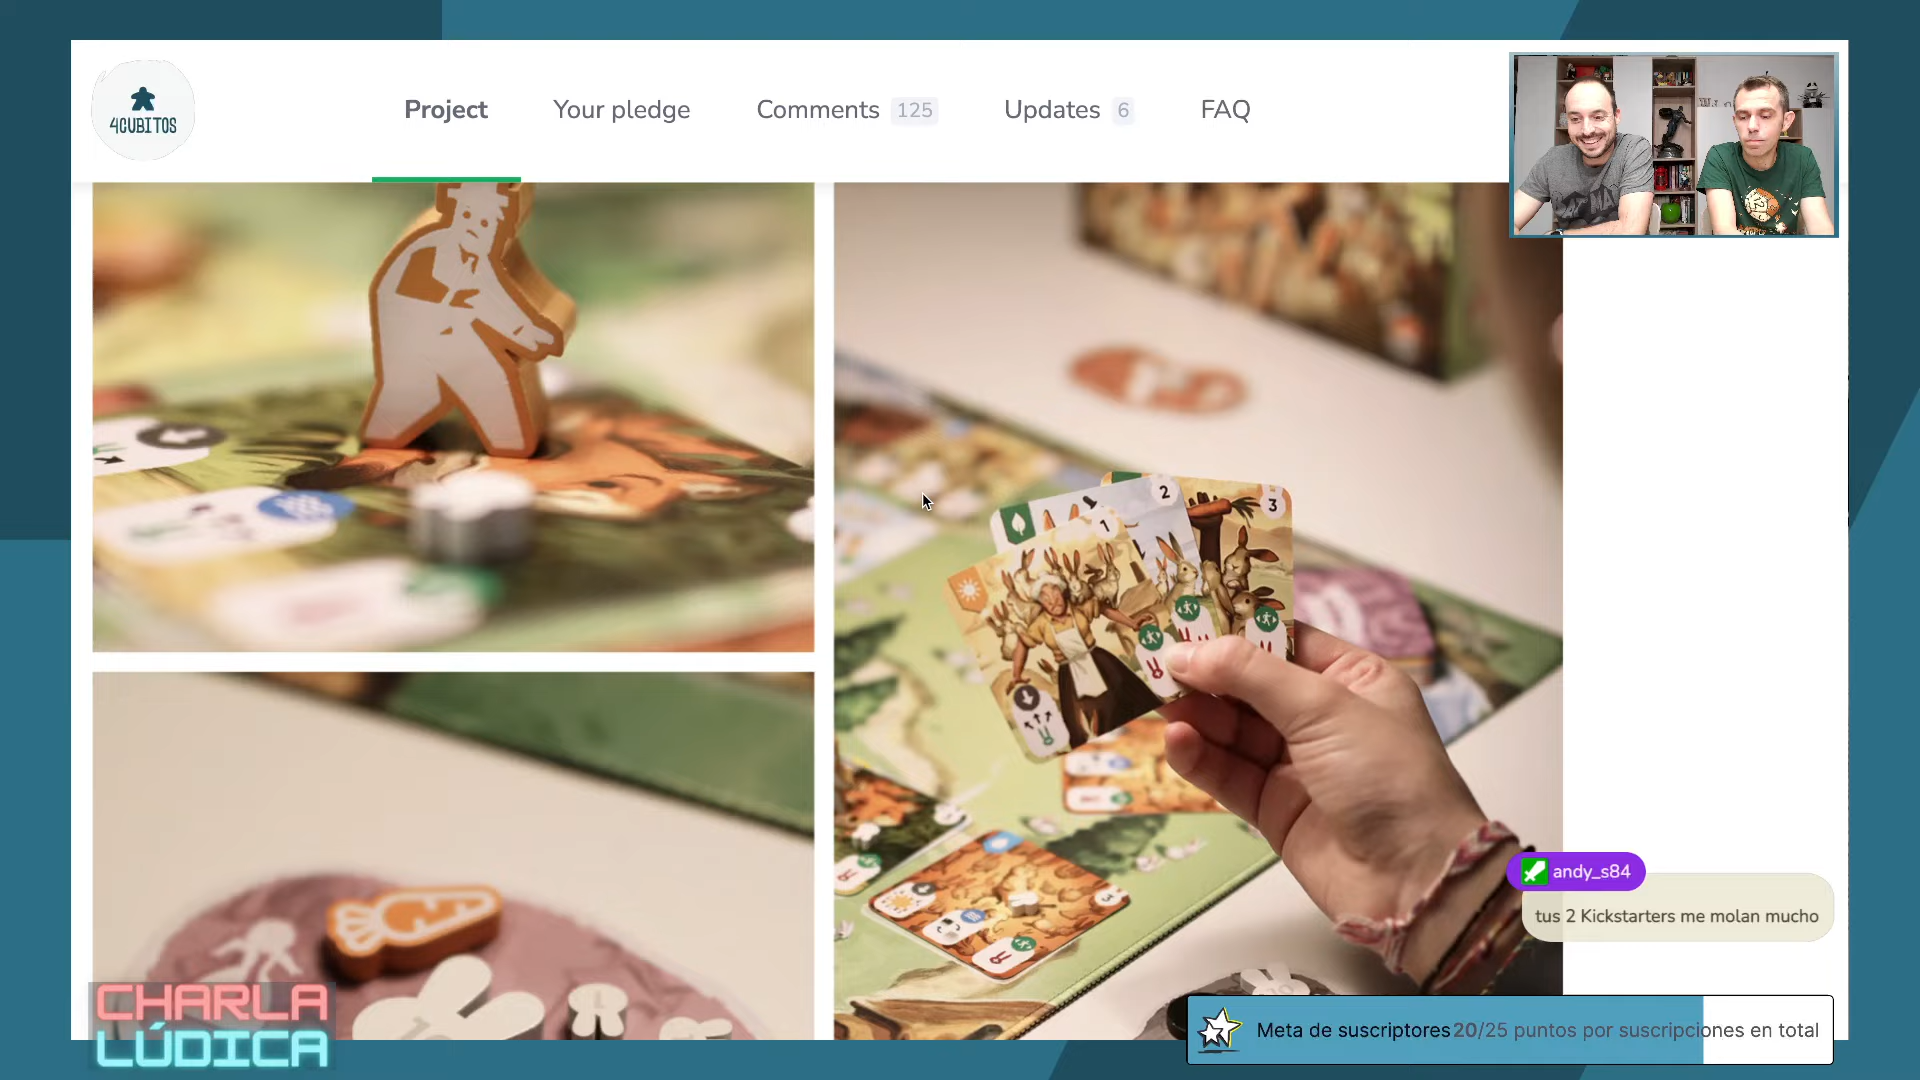 4CUBITOS
Project
Your pledge
Comments 125
Updates 6
FAQ
2
3
1
3
andy_s84
tus 2 Kickstarters me molan mucho
CHARLA
LÚDICA
Meta de suscriptores 20/25 puntos por suscripciones en total